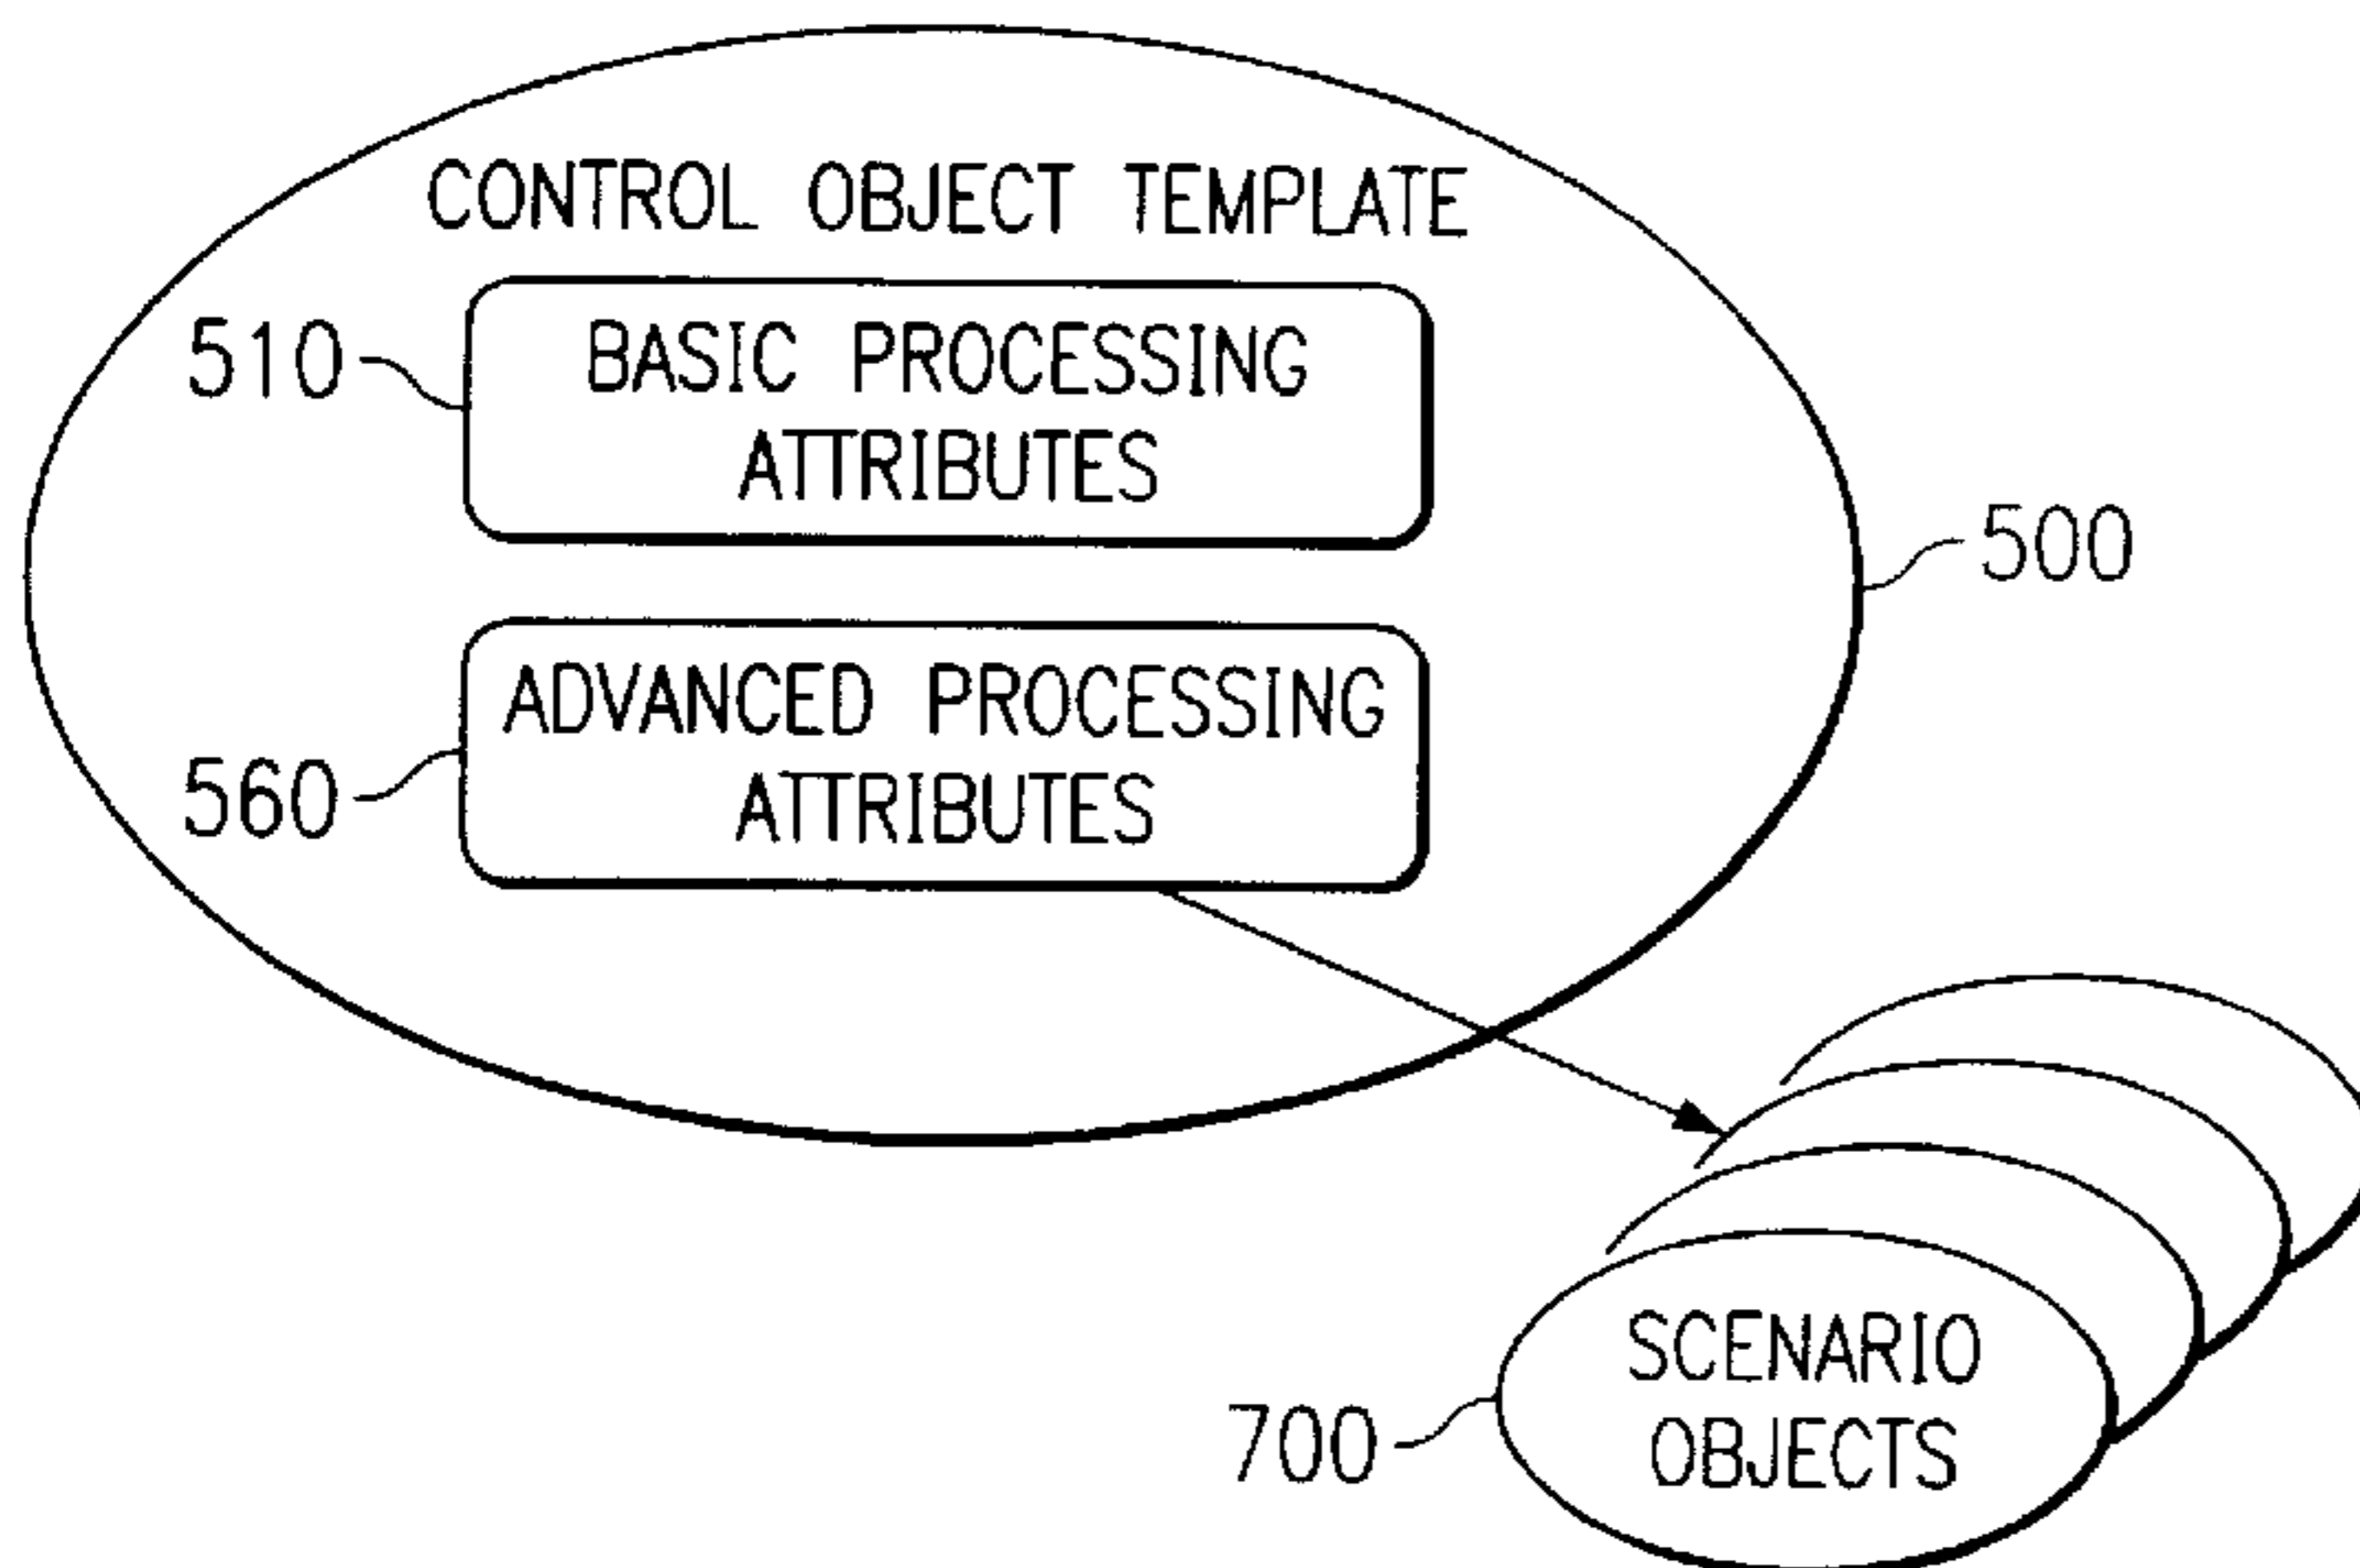 CONTROL OBJECT TEMPLATE
510
BASIC PROCESSING
ATTRIBUTES
500
ADVANCED PROCESSING
ATTRIBUTES
560
SCENARIO
OBJECTS
700